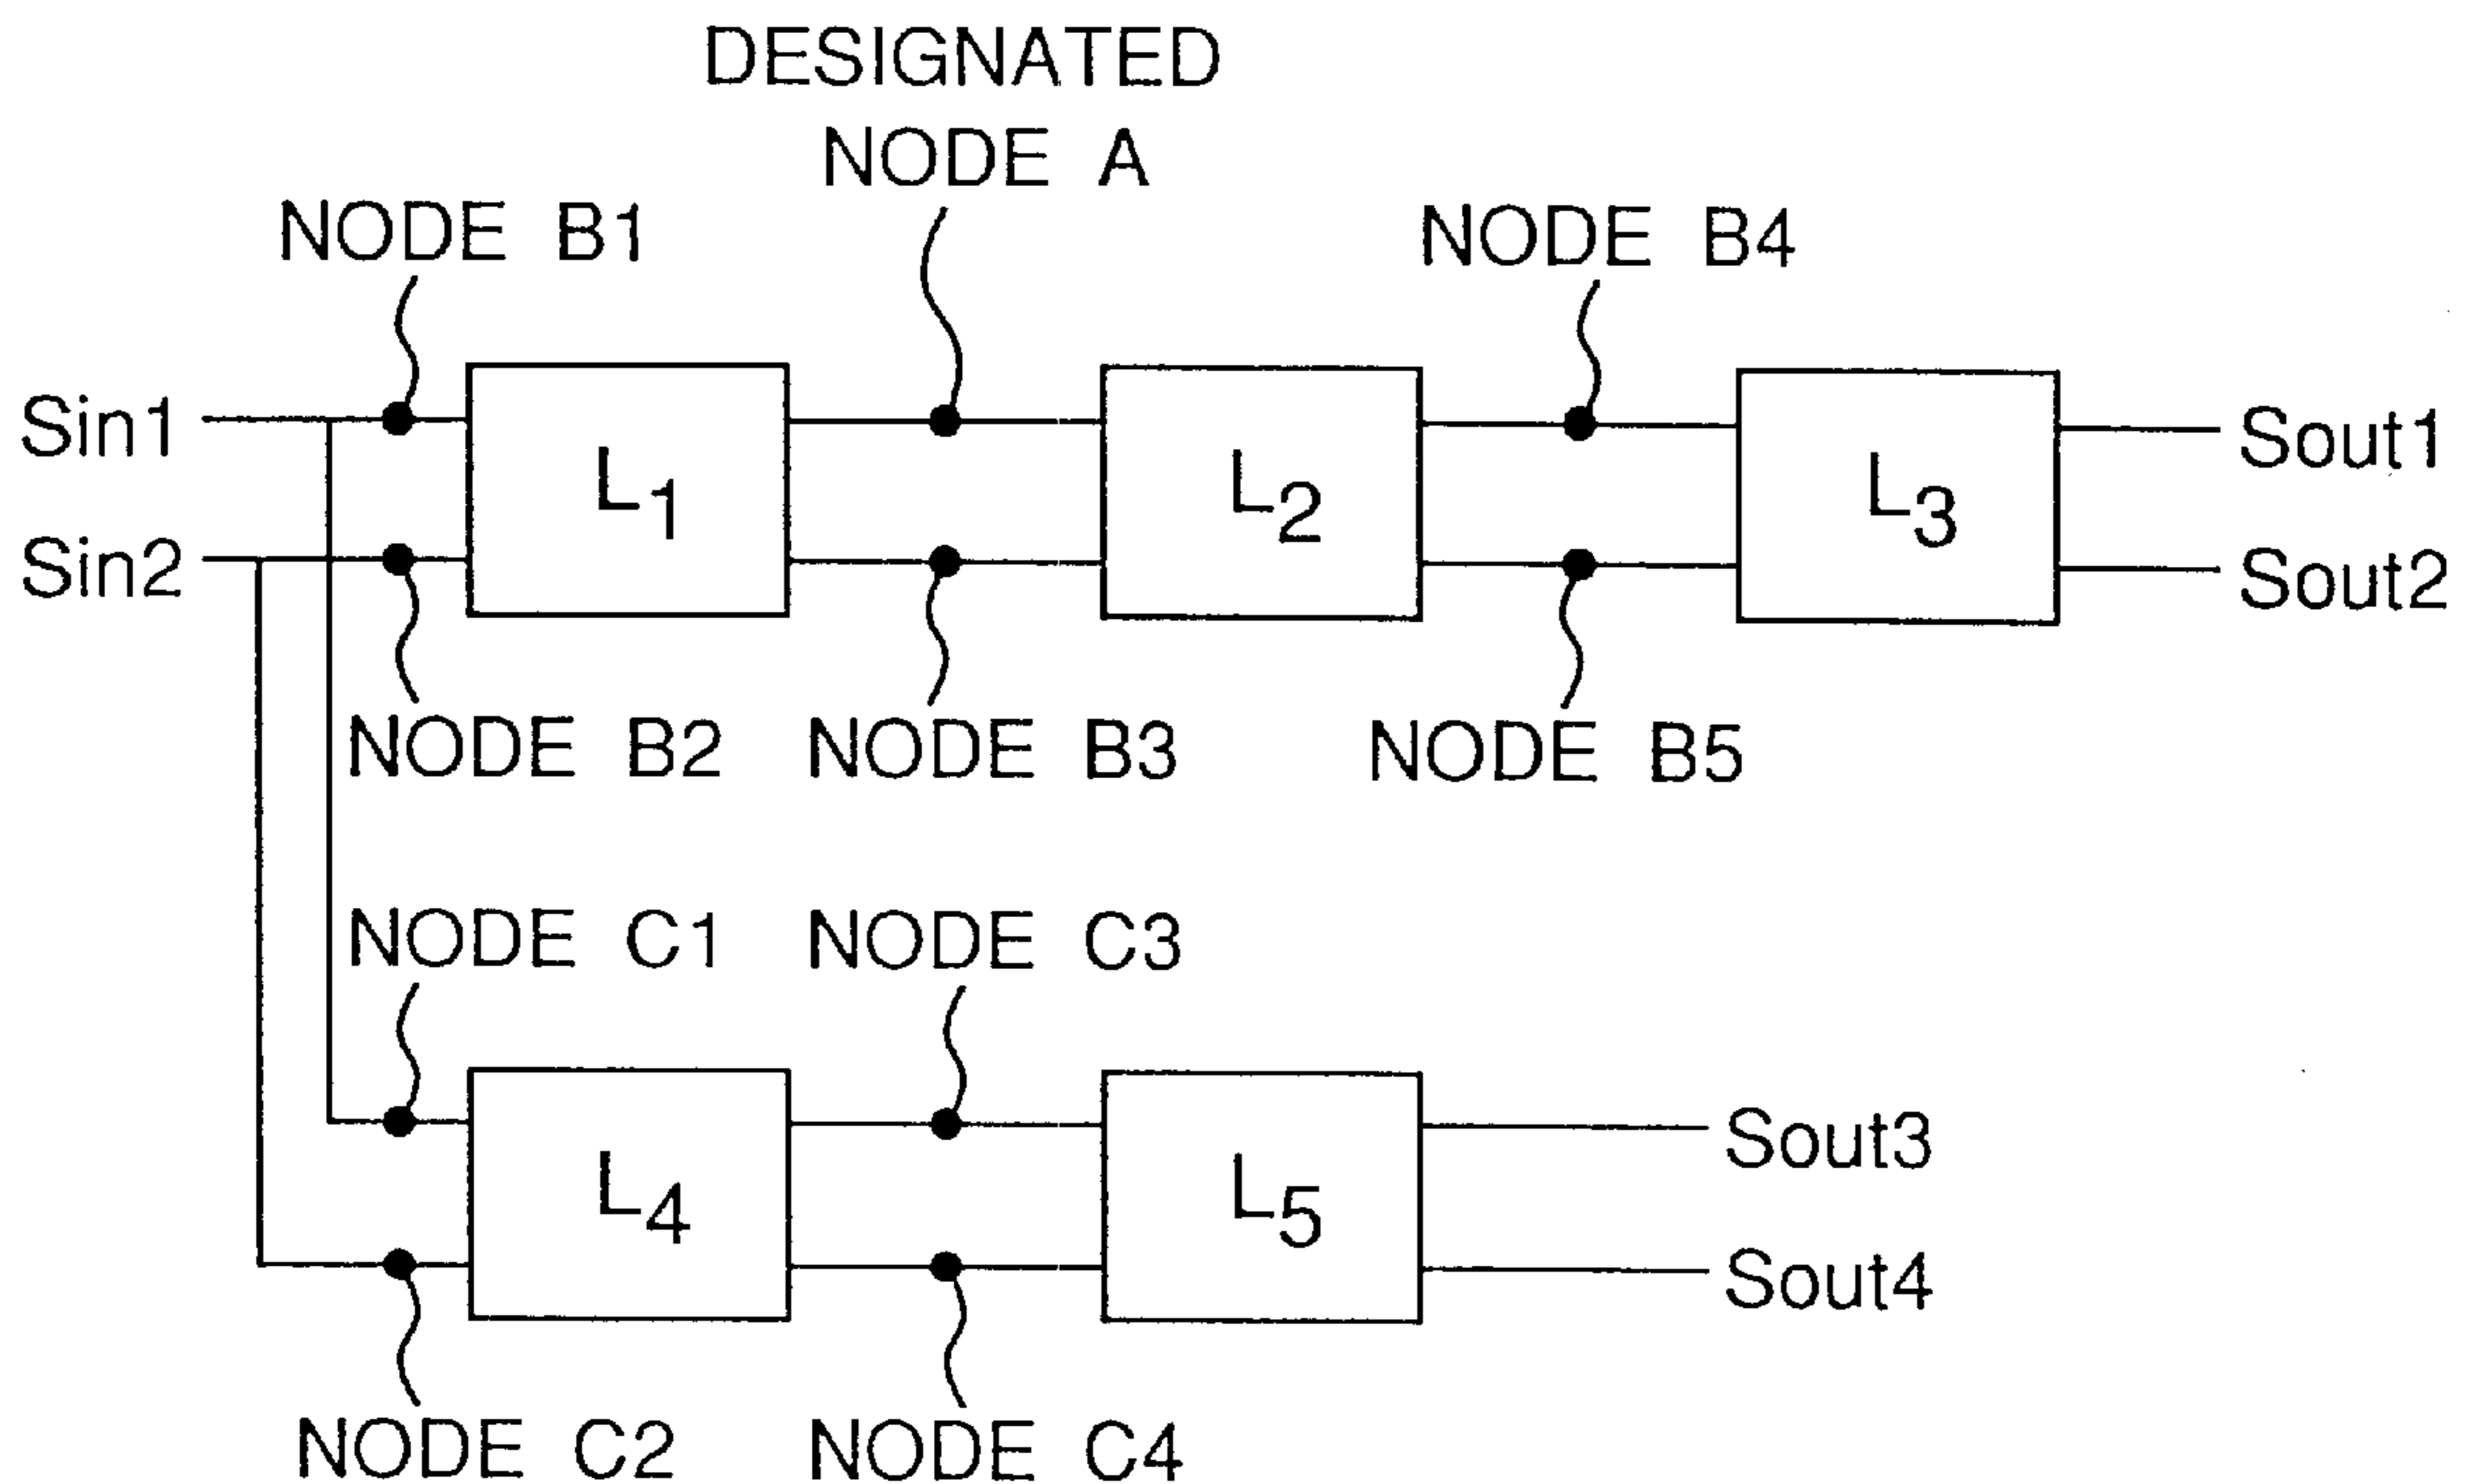 DESIGNATED
NODE A
NODE B1
NODE B4
Sin1
L1
L2
L3
Sout1
Sin2
Sout2
NODE B2
NODE B3
NODE B5
NODE C1
NODE C3
L4
L5
Sout3
Sout4
NODE C2
NODE C4